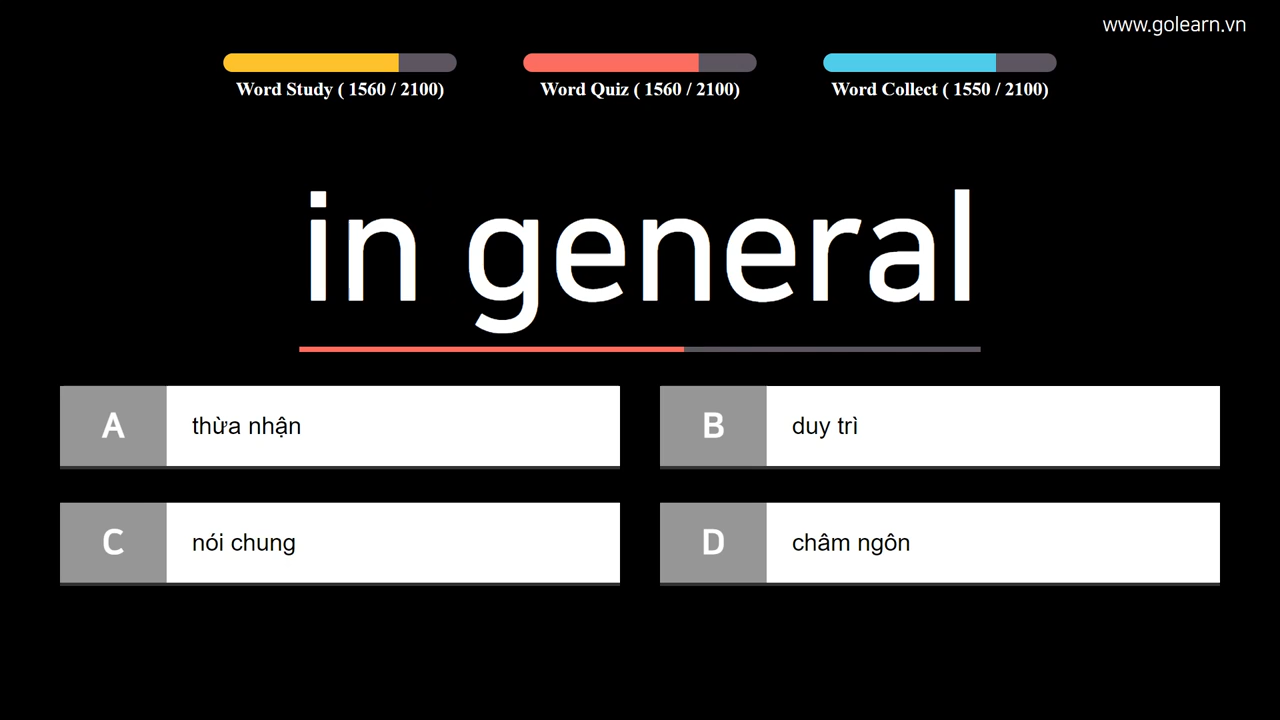 www.golearn.vn
Word Study ( 1560 / 2100)
Word Quiz ( 1560 / 2100)
Word Collect ( 1550 / 2100)
in general
A thừa nhận
B duy trì
C nói chung
D châm ngôn